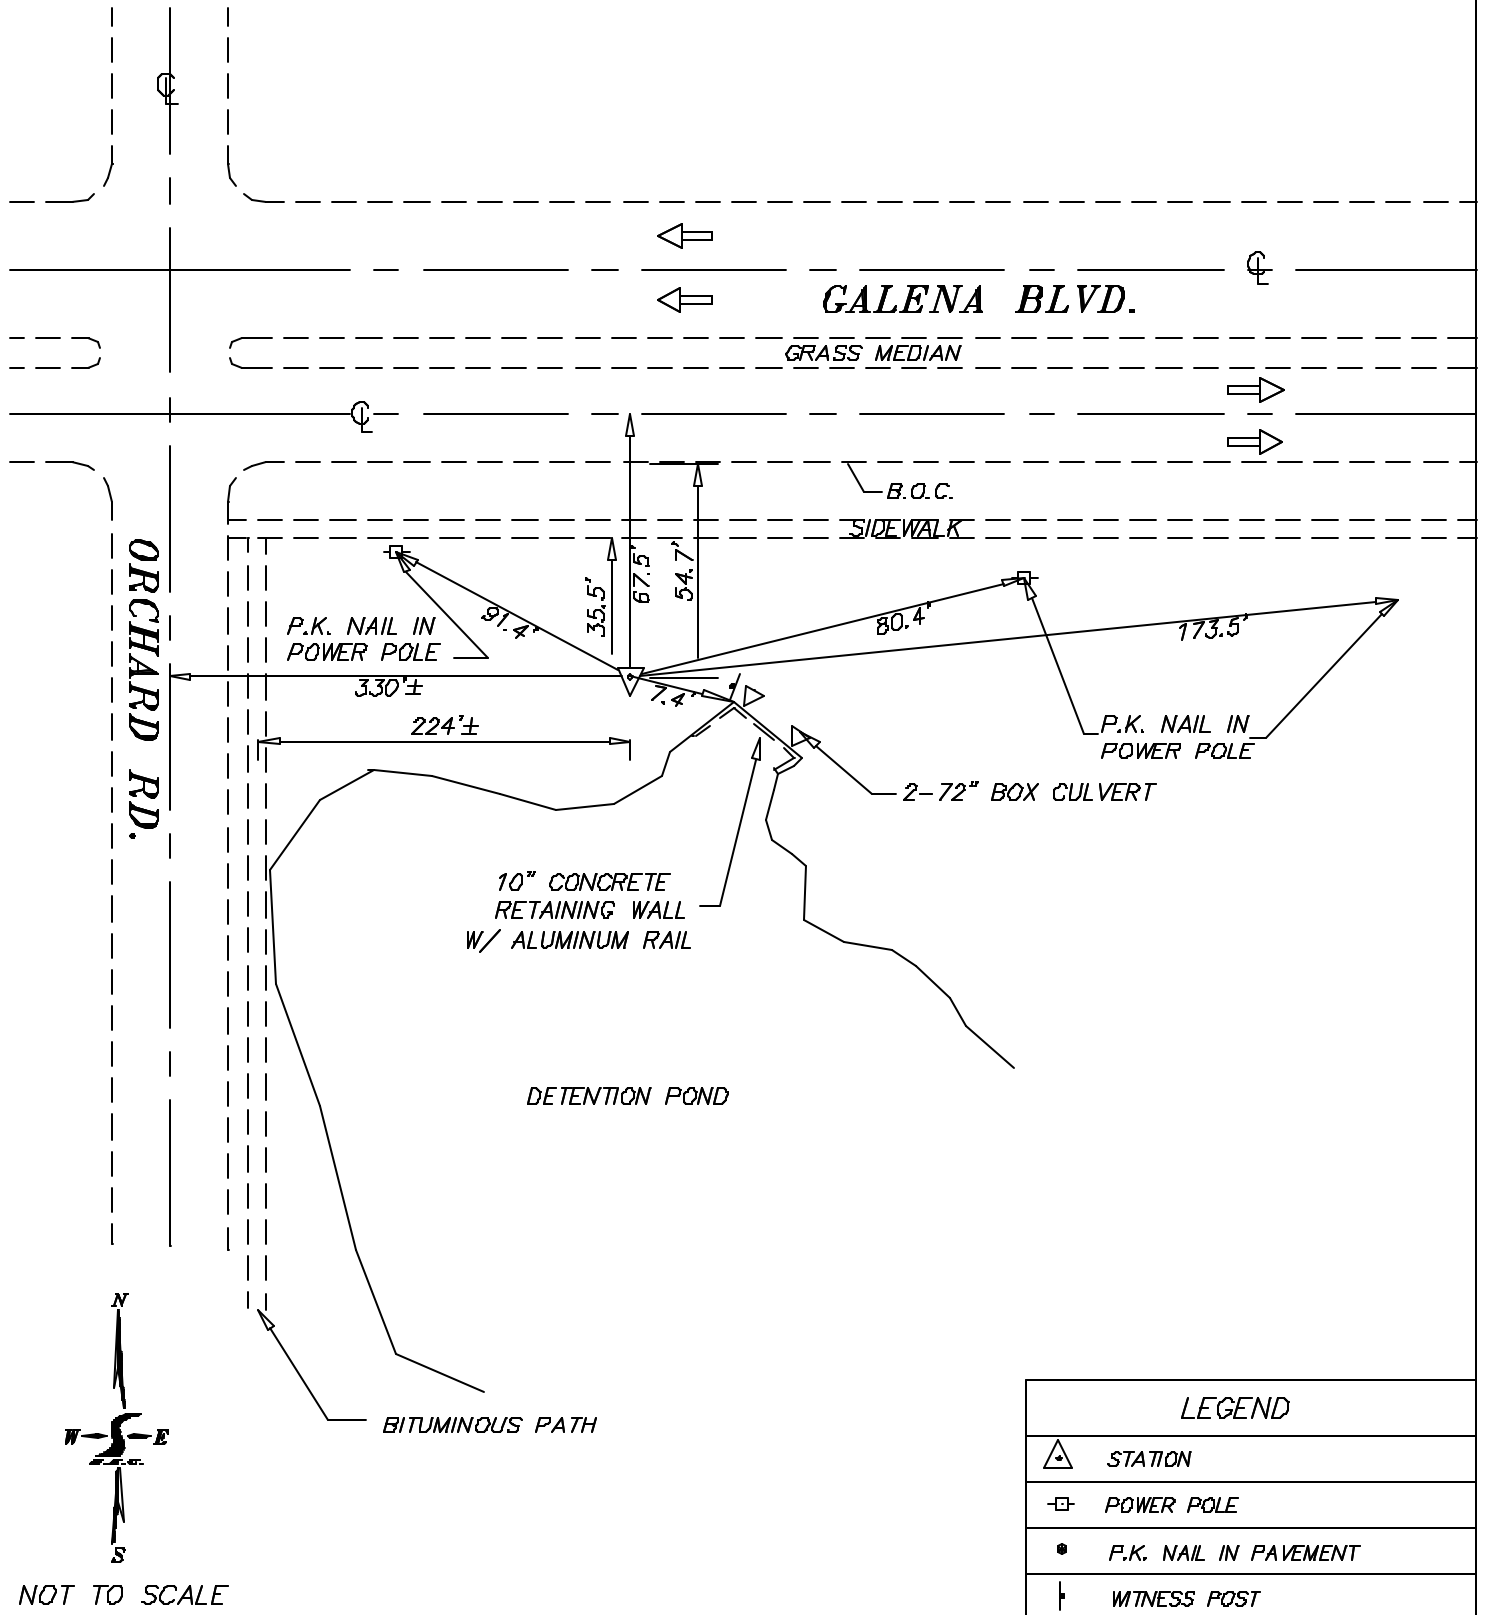 CL
CL
GALENA BLVD.
GRASS MEDIAN
CL
B.O.C.
SIDEWALK
ORCHARD RD.
35.5'
67.5'
54.7'
91.4'
80.4'
173.5'
P.K. NAIL IN
POWER POLE
330'±
7.4'
224'±
P.K. NAIL IN
POWER POLE
2-72" BOX CULVERT
10" CONCRETE
RETAINING WALL
W/ ALUMINUM RAIL
DETENTION POND
BITUMINOUS PATH
N
W E
S
NOT TO SCALE
LEGEND
STATION
POWER POLE
P.K. NAIL IN PAVEMENT
WITNESS POST